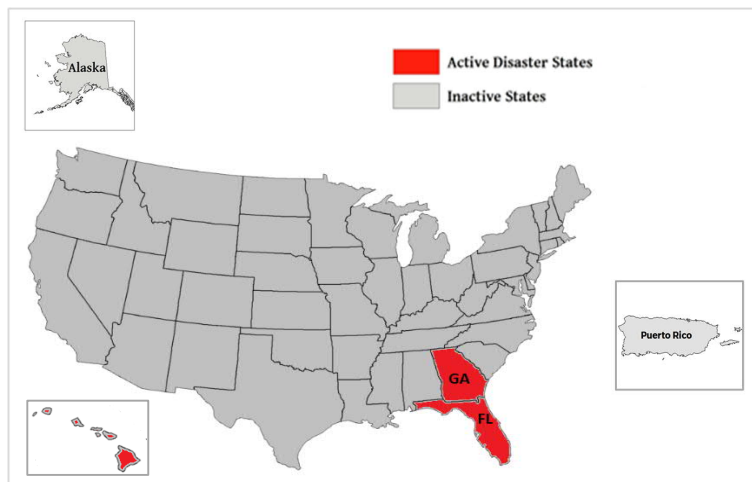 Alaska
Active Disaster States
Inactive States
Puerto Rico
GA
FL